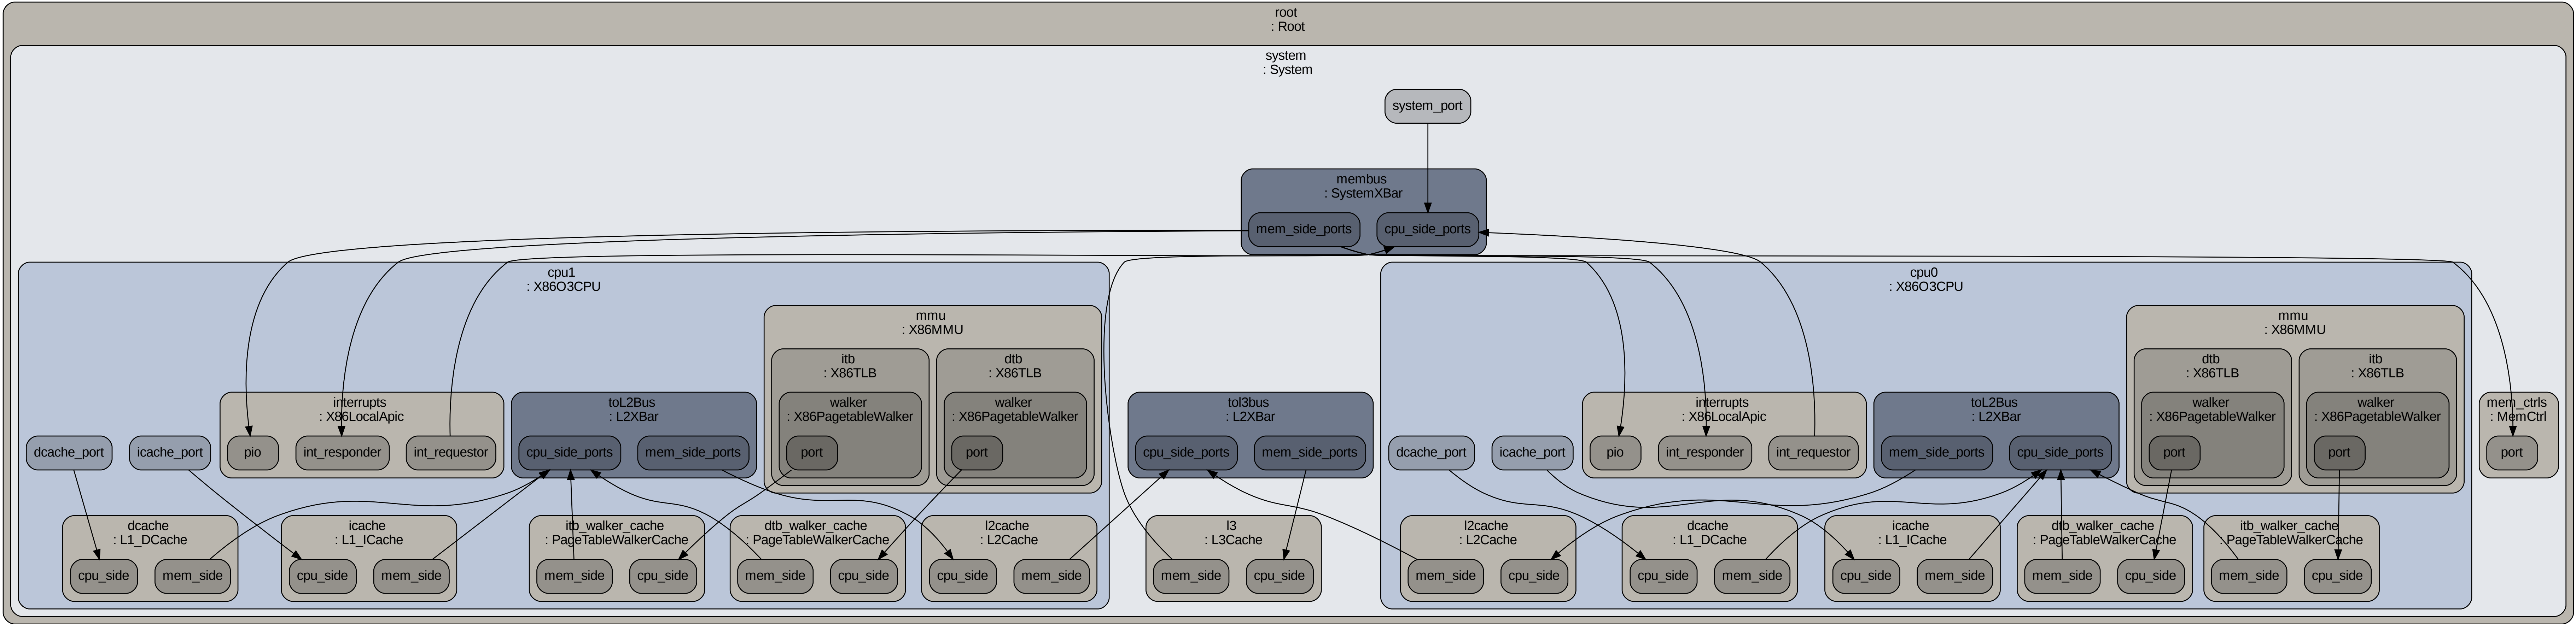 root
: Root
system
: System
system_port
membus
: SystemXBar
mem_side_ports
cpu_side_ports
cpu1
: X86O3CPU
mmu
: X86MMU
itb
: X86TLB
walker
: X86PagetableWalker
port
dtb
: X86TLB
walker
: X86PagetableWalker
port
interrupts
: X86LocalApic
pio
int_responder
int_requestor
toL2Bus
: L2XBar
cpu_side_ports
mem_side_ports
dcache_port
icache_port
dcache
: L1_DCache
cpu_side
mem_side
icache
: L1_ICache
cpu_side
mem_side
itb_walker_cache
: PageTableWalkerCache
mem_side
cpu_side
dtb_walker_cache
: PageTableWalkerCache
mem_side
cpu_side
l2cache
: L2Cache
cpu_side
mem_side
tol3bus
: L2XBar
cpu_side_ports
mem_side_ports
l3
: L3Cache
mem_side
cpu_side
cpu0
: X86O3CPU
mmu
: X86MMU
dtb
: X86TLB
walker
: X86PagetableWalker
port
itb
: X86TLB
walker
: X86PagetableWalker
port
dcache_port
icache_port
interrupts
: X86LocalApic
pio
int_responder
int_requestor
toL2Bus
: L2XBar
mem_side_ports
cpu_side_ports
l2cache
: L2Cache
mem_side
cpu_side
dcache
: L1_DCache
cpu_side
mem_side
icache
: L1_ICache
cpu_side
mem_side
dtb_walker_cache
: PageTableWalkerCache
mem_side
cpu_side
itb_walker_cache
: PageTableWalkerCache
mem_side
cpu_side
mem_ctrls
: MemCtrl
port